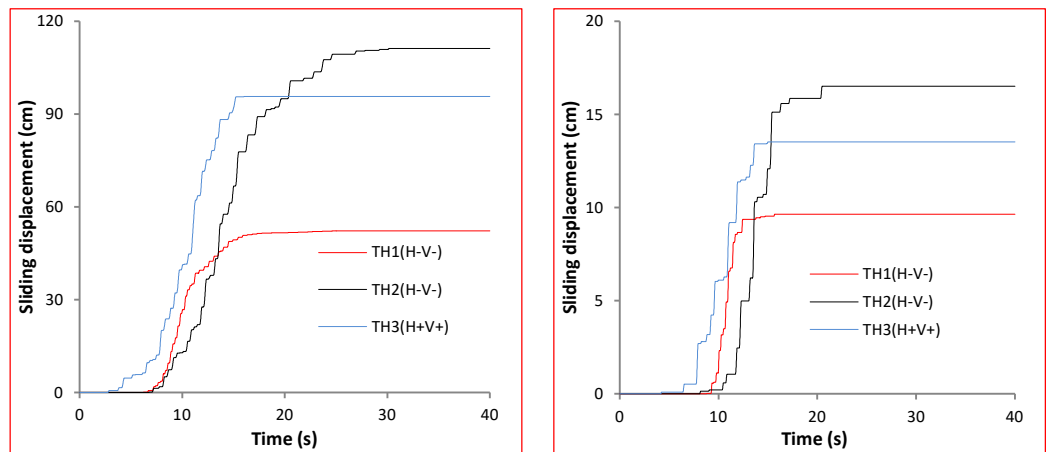 120
90
60
30
0
Sliding displacement (cm)
TH1(H-V-)
TH2(H-V-)
TH3(H+V+)
0
10
20
30
40
Time (s)
20
15
10
5
0
Sliding displacement (cm)
TH1(H-V-)
TH2(H-V-)
TH3(H+V+)
0
10
20
30
40
Time (s)